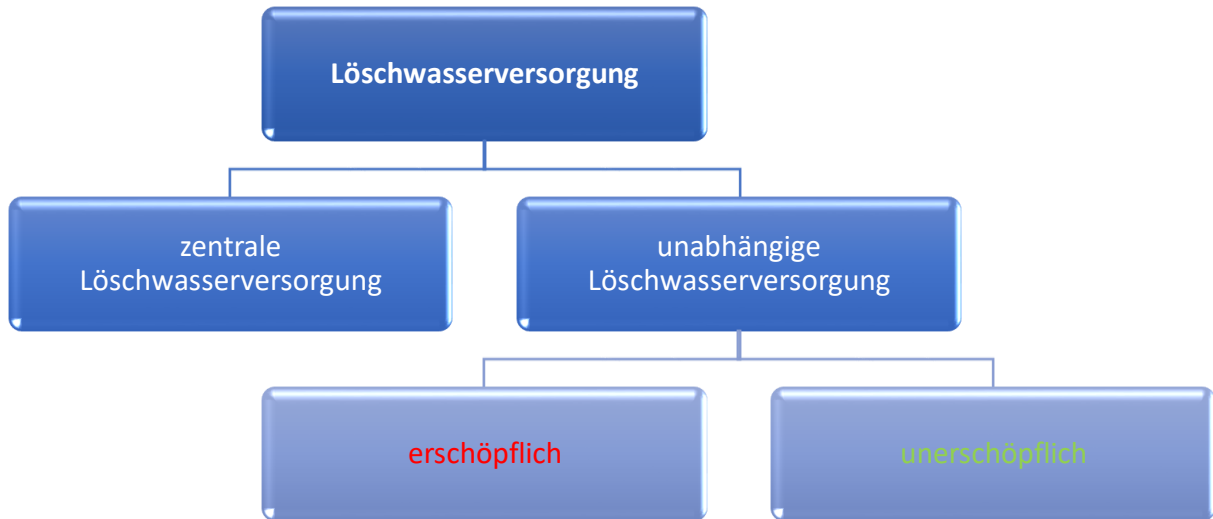 Löschwasserversorgung
zentrale
Löschwasserversorgung
unabhängige
Löschwasserversorgung
erschöpflich
unerschöpflich